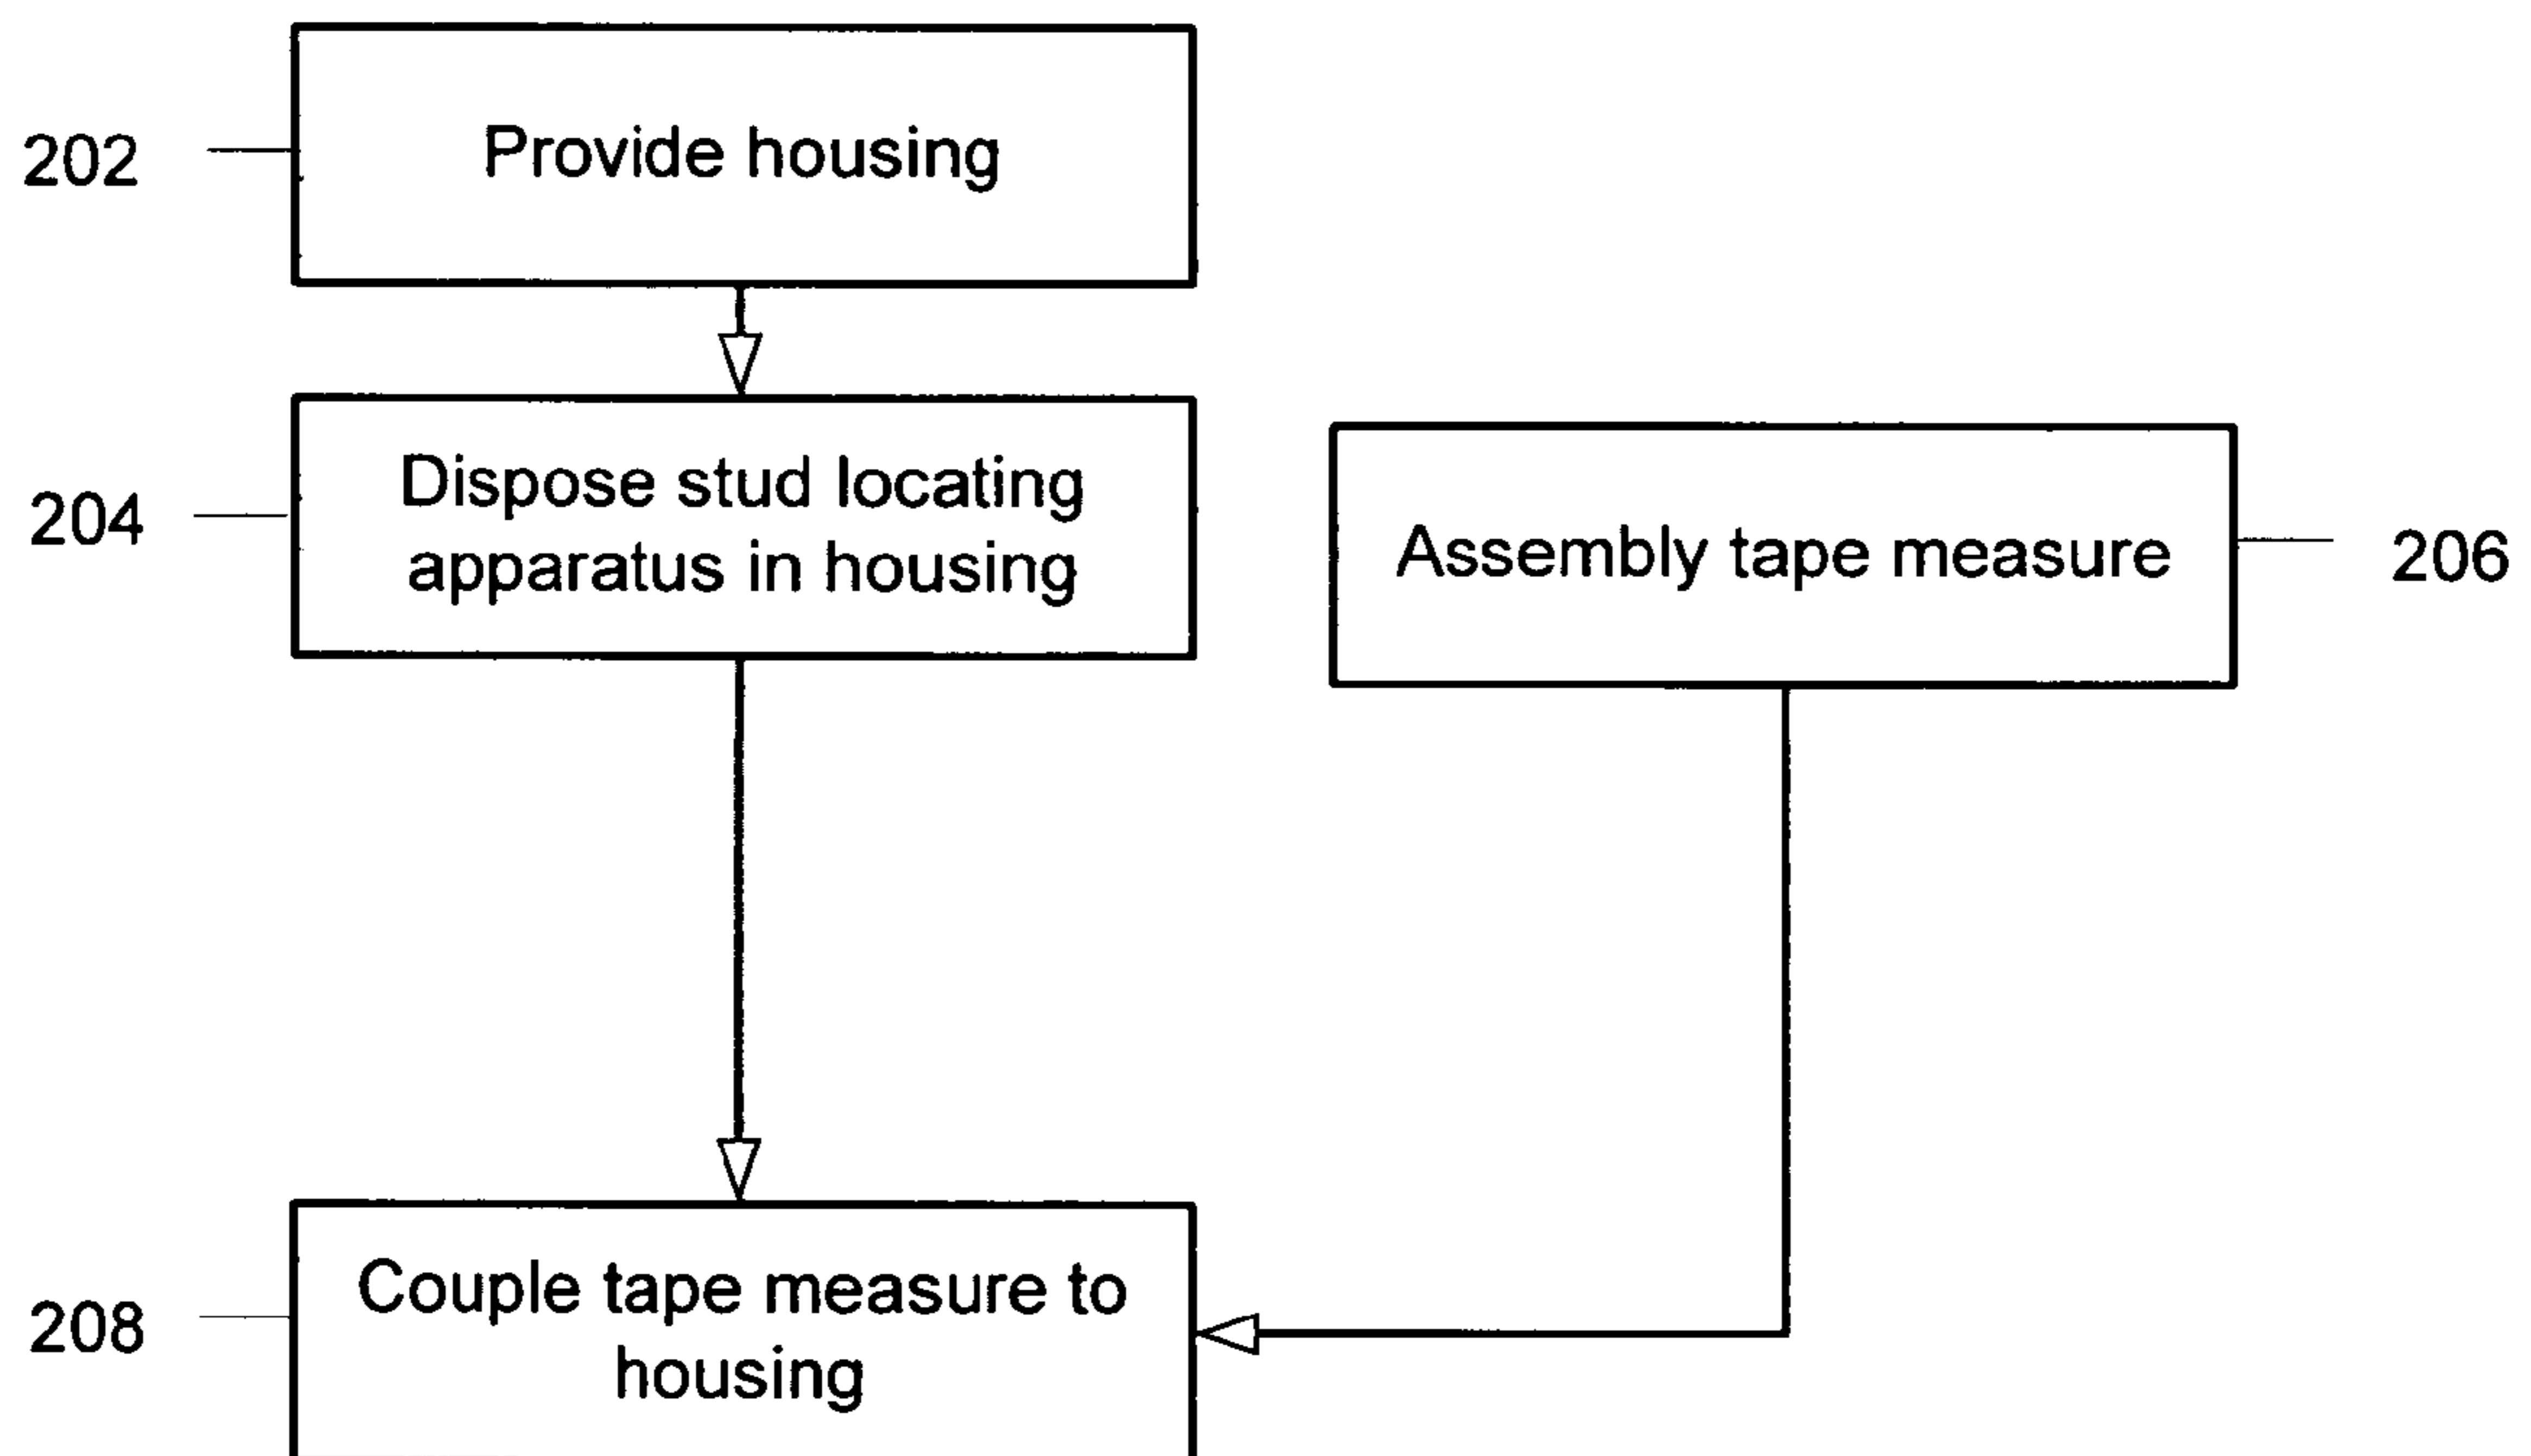 202
Provide housing
204
Dispose stud locating
apparatus in housing
Assembly tape measure
206
208
Couple tape measure to
housing